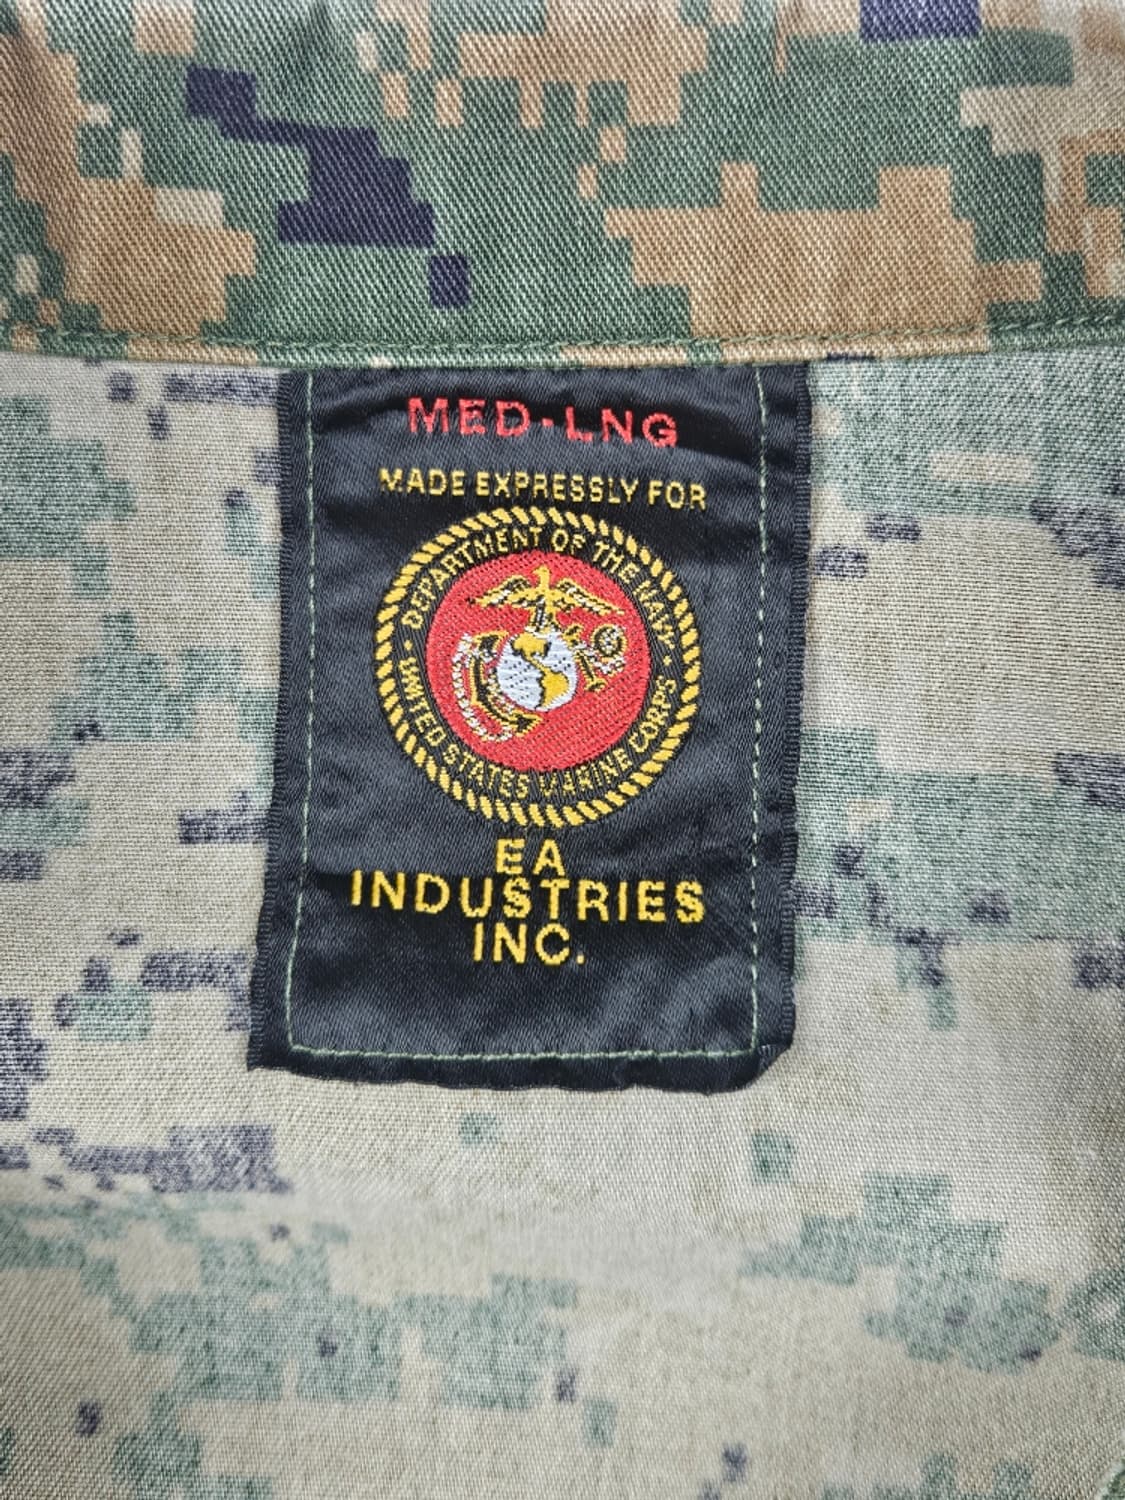 MED-LNG
MADE EXPRESSLY FOR
DEPARTMENT OF THE NAVY
UNITED STATES MARINE CORPS
EA
INDUSTRIES
INC.